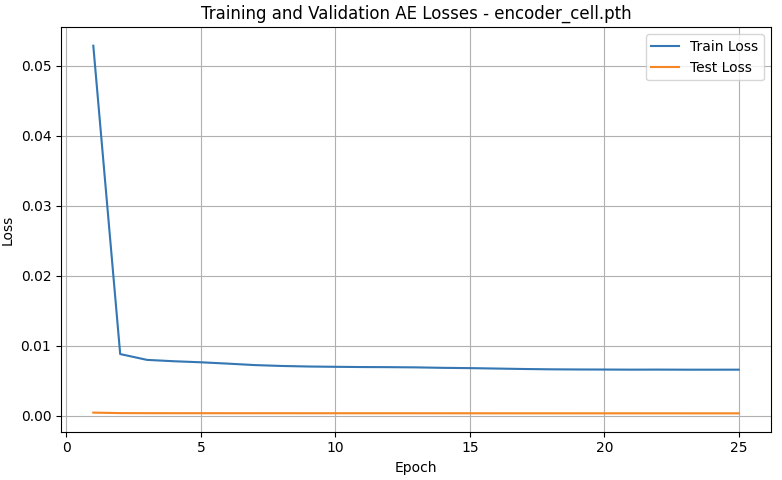 Training and Validation AE Losses - encoder_cell.pth
Train Loss
Test Loss
0.05
0.04
0.03
0.02
0.01
0.00
Loss
0 5 10 15 20 25
Epoch